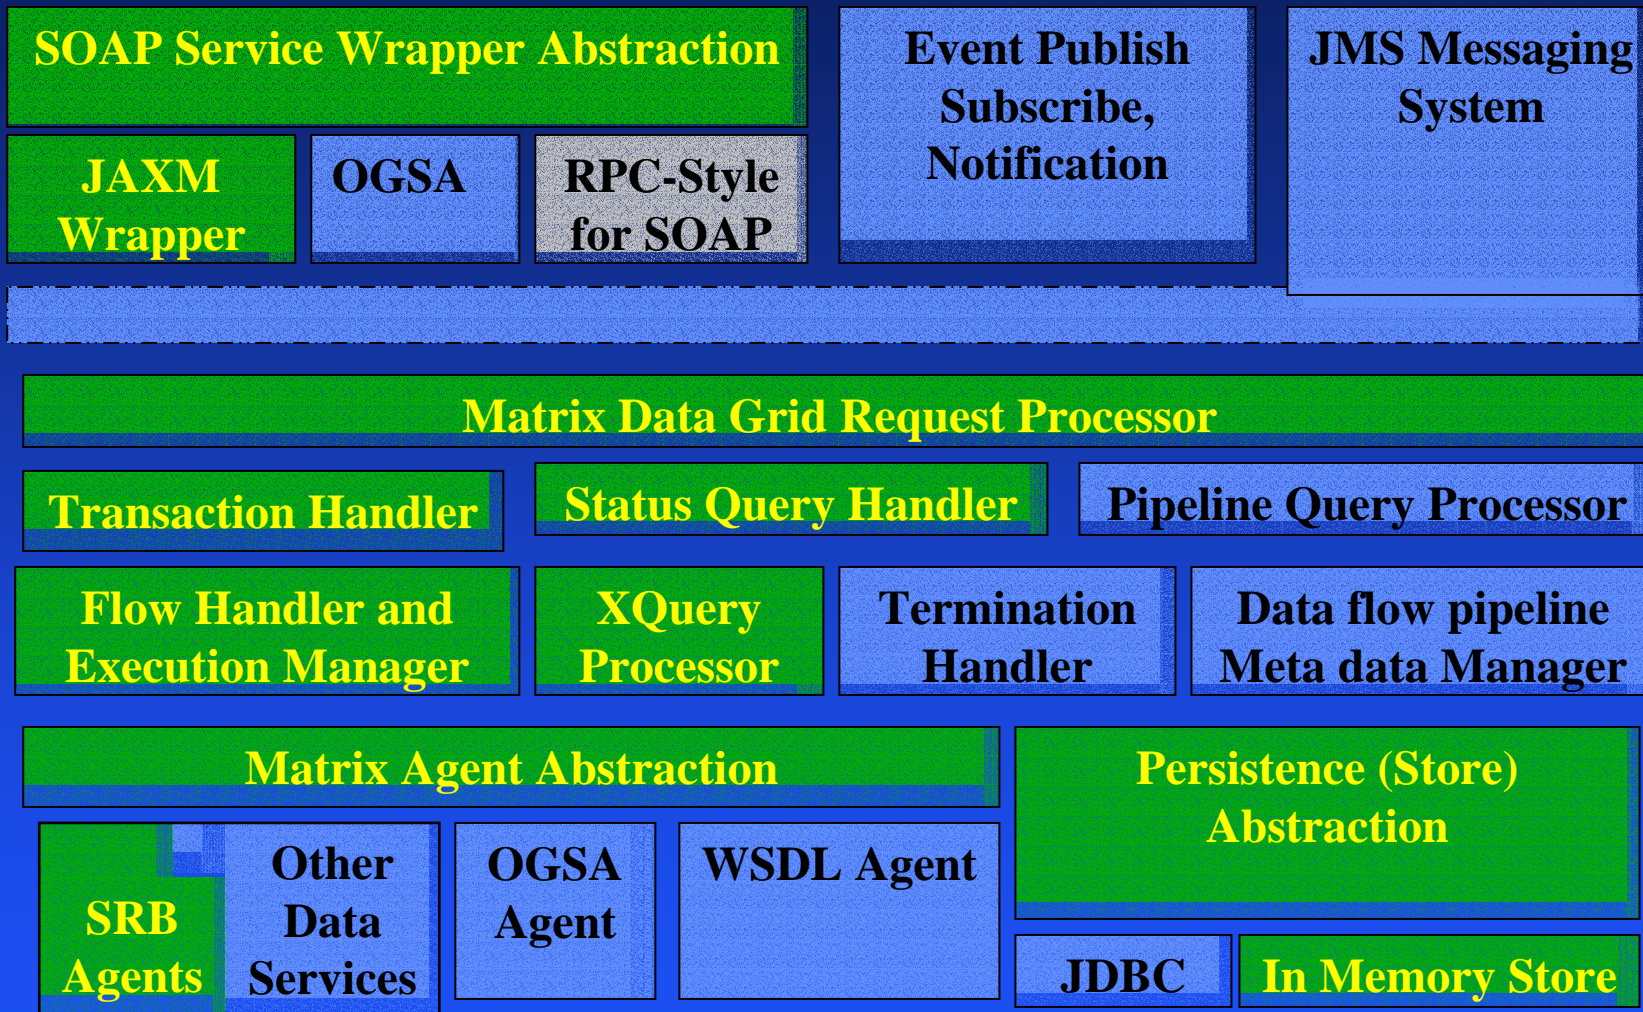 SOAP Service Wrapper Abstraction
Event Publish
Subscribe,
Notification
JMS Messaging
System
JAXM
Wrapper
OGSA
RPC-Style
for SOAP
Matrix Data Grid Request Processor
Transaction Handler
Status Query Handler
Pipeline Query Processor
Flow Handler and
Execution Manager
XQuery
Processor
Termination
Handler
Data flow pipeline
Meta data Manager
Matrix Agent Abstraction
Persistence (Store)
Abstraction
SRB
Agents
Other
Data
Services
OGSA
Agent
WSDL Agent
JDBC
In Memory Store